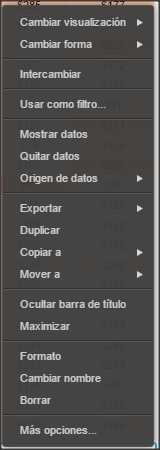 Cambiar visualización
Cambiar forma
Intercambiar
Usar como filtro...
Mostrar datos
Quitar datos
Origen de datos
Exportar
Duplicar
Copiar a
Mover a
Ocultar barra de título
Maximizar
Formato
Cambiar nombre
Borrar
Más opciones...